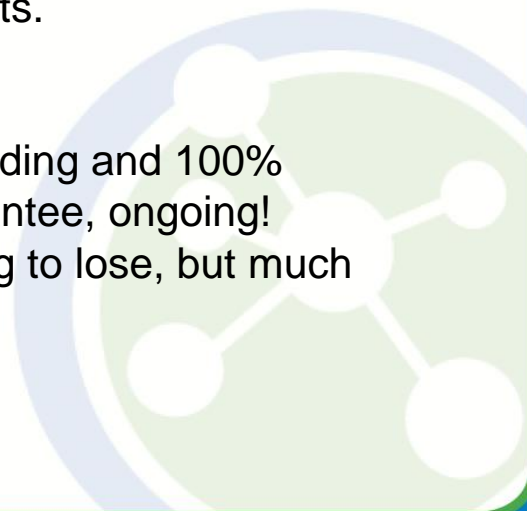 ts.
ding and 100%
ntee, ongoing!
g to lose, but much